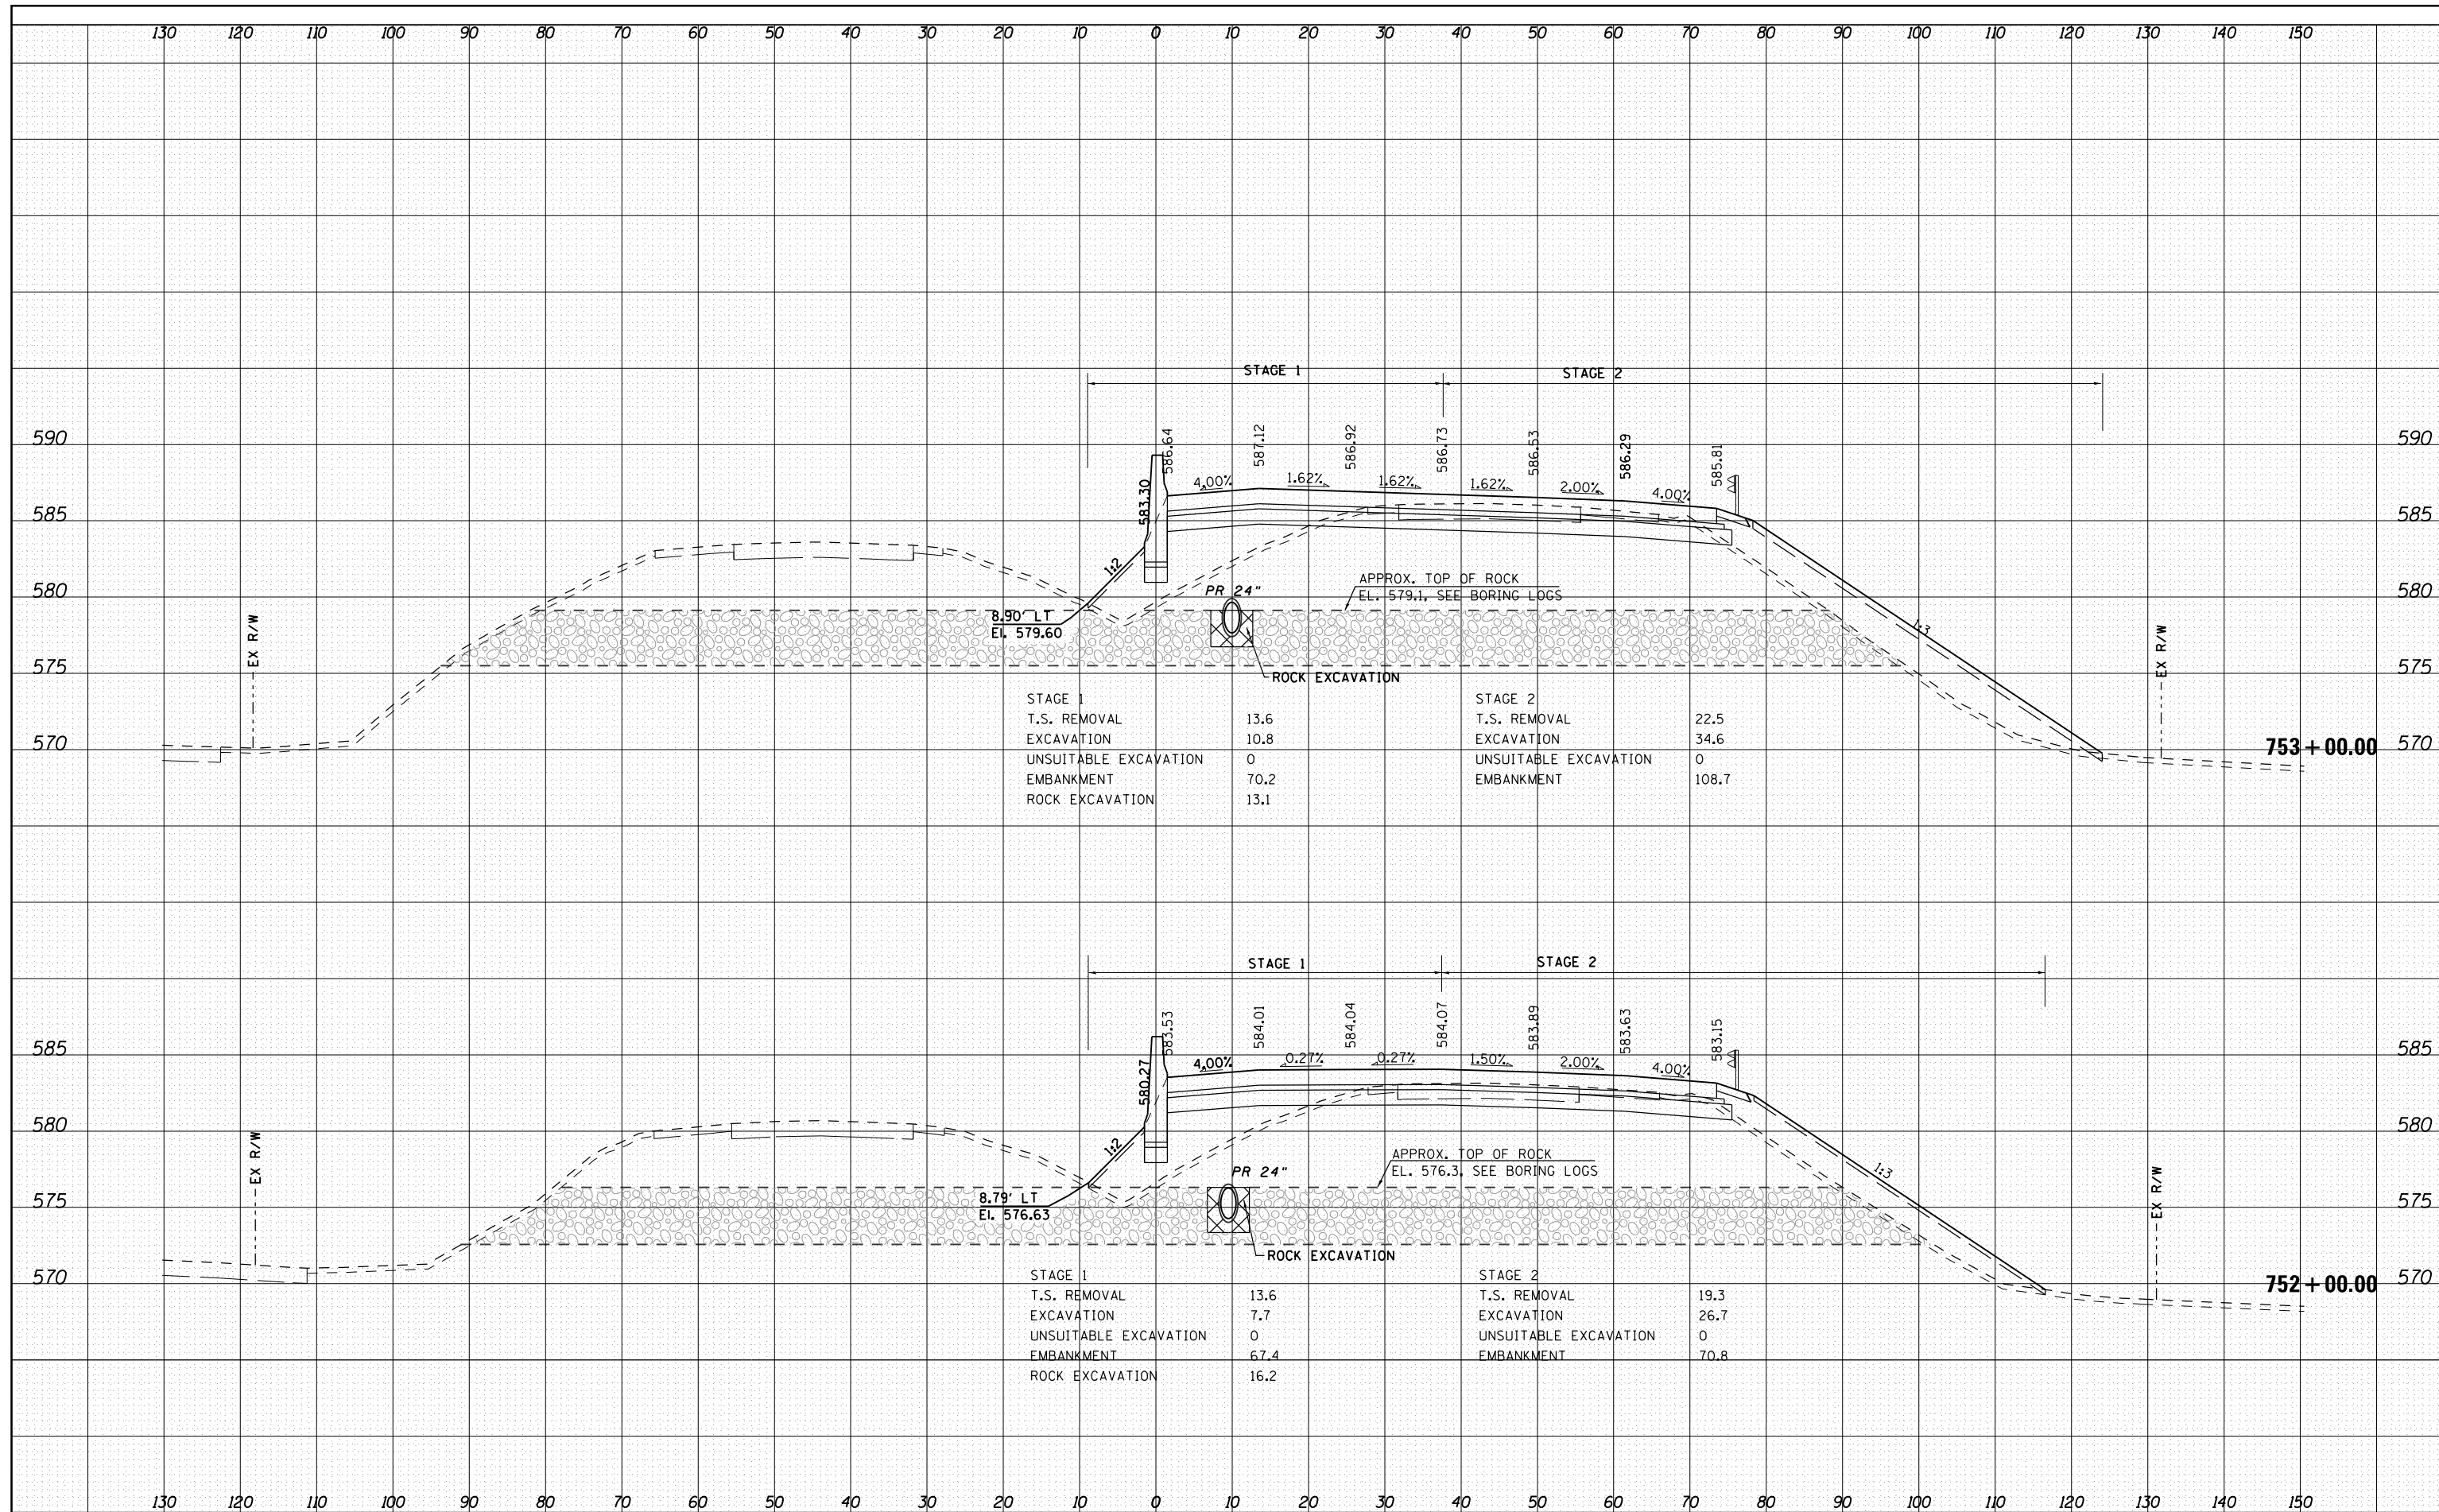 130 120 110 100 90 80 70 60 50 40 30 20 10 0 10 20 30 40 50 60 70 80 90 100 110 120 130 140 150
STAGE 1 STAGE 2
590 586.64 587.12 586.92 586.73 586.53 586.29 585.81 590
583.30 4.00% 1.62% 1.62% 1.62% 2.00% 4.00%
585 585
1:2
APPROX. TOP OF ROCK
580 PR 24" EL. 579.1, SEE BORING LOGS 580
8.90' LT
El. 579.60
1:3
EX R/W EX R/W
575 575
ROCK EXCAVATION
STAGE 1 STAGE 2
T.S. REMOVAL 13.6 T.S. REMOVAL 22.5
EXCAVATION 10.8 EXCAVATION 34.6
570 753+00.00 570
UNSUITABLE EXCAVATION 0 UNSUITABLE EXCAVATION 0
EMBANKMENT 70.2 EMBANKMENT 108.7
ROCK EXCAVATION 13.1
STAGE 1 STAGE 2
583.53 584.01 584.04 584.07 583.89 583.63 583.15
585 585
580.27 4.00% 0.27% 0.27% 1.50% 2.00% 4.00%
580 580
1:2
APPROX. TOP OF ROCK
PR 24" EL. 576.3, SEE BORING LOGS 1:3
EX R/W EX R/W
575 8.79' LT 575
El. 576.63
ROCK EXCAVATION
STAGE 1 STAGE 2
570 752+00.00 570
T.S. REMOVAL 13.6 T.S. REMOVAL 19.3
EXCAVATION 7.7 EXCAVATION 26.7
UNSUITABLE EXCAVATION 0 UNSUITABLE EXCAVATION 0
EMBANKMENT 67.4 EMBANKMENT 70.8
ROCK EXCAVATION 16.2
130 120 110 100 90 80 70 60 50 40 30 20 10 0 10 20 30 40 50 60 70 80 90 100 110 120 130 140 150